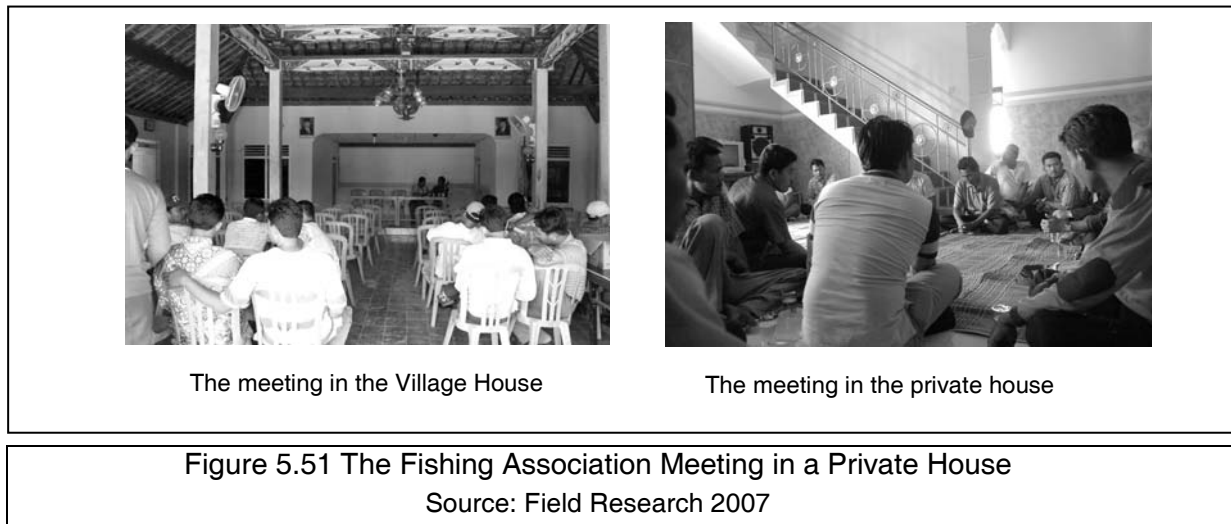 The meeting in the Village House
The meeting in the private house
Figure 5.51 The Fishing Association Meeting in a Private House
Source: Field Research 2007